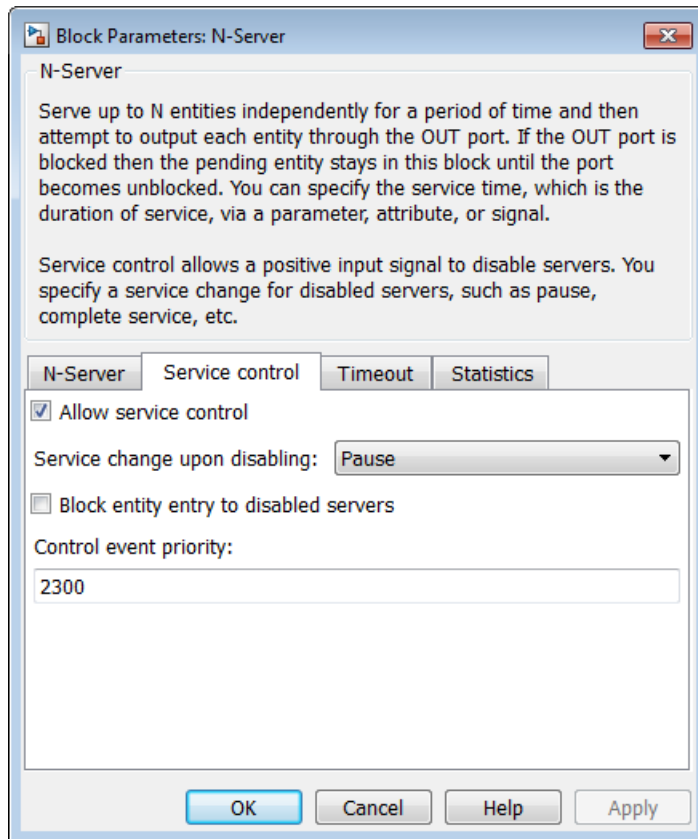 Block Parameters: N-Server
N-Server
Serve up to N entities independently for a period of time and then
attempt to output each entity through the OUT port. If the OUT port is
blocked then the pending entity stays in this block until the port
becomes unblocked. You can specify the service time, which is the
duration of service, via a parameter, attribute, or signal.
Service control allows a positive input signal to disable servers. You
specify a service change for disabled servers, such as pause,
complete service, etc.
N-Server Service control Timeout Statistics
Allow service control
Service change upon disabling: Pause
Block entity entry to disabled servers
Control event priority:
2300
OK Cancel Help Apply